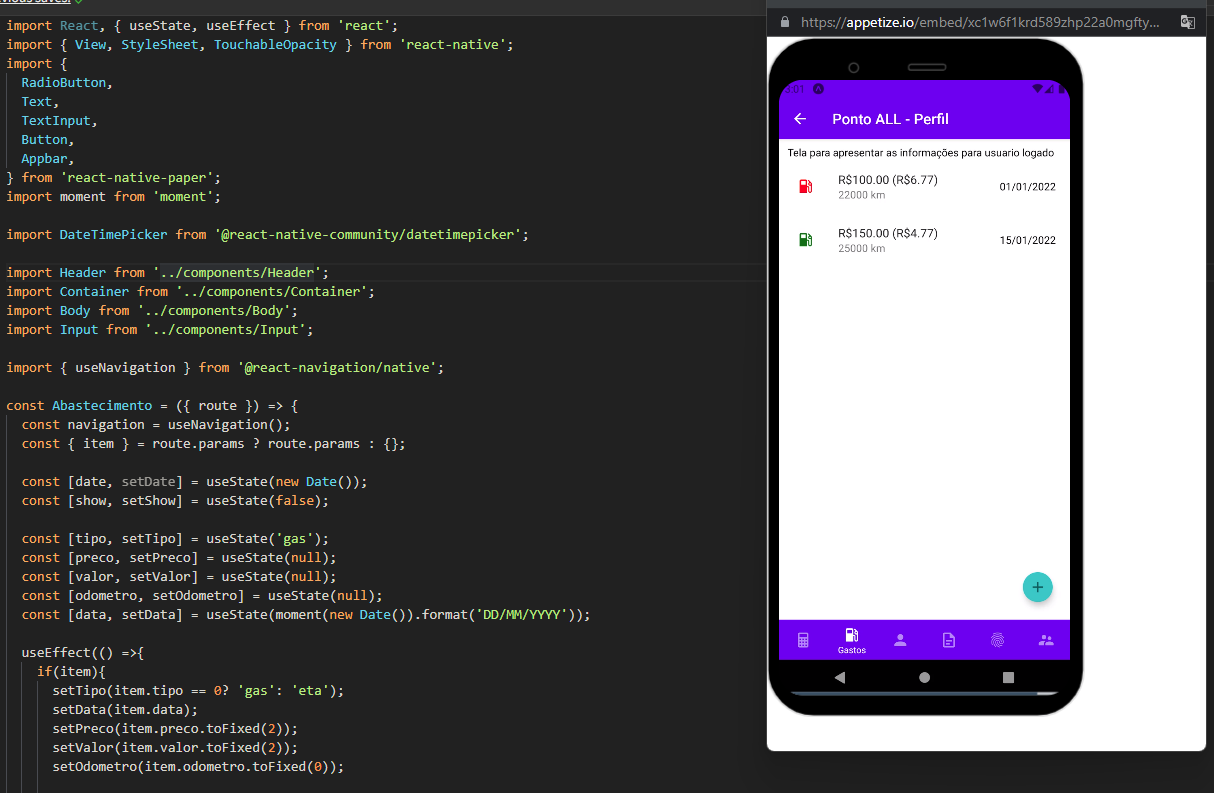 import React, { useState, useEffect } from 'react';
import { View, StyleSheet, TouchableOpacity } from 'react-native';
import {
RadioButton,
Text,
TextInput,
Button,
Appbar,
} from 'react-native-paper';
import moment from 'moment';
import DateTimePicker from '@react-native-community/datetimepicker';
import Header from '../components/Header';
import Container from '../components/Container';
import Body from '../components/Body';
import Input from '../components/Input';
import { useNavigation } from '@react-navigation/native';
const Abastecimento = ({ route }) => {
const navigation = useNavigation();
const { item } = route.params ? route.params : {};
const [date, setDate] = useState(new Date());
const [show, setShow] = useState(false);
const [tipo, setTipo] = useState('gas');
const [preco, setPreco] = useState(null);
const [valor, setValor] = useState(null);
const [odometro, setOdometro] = useState(null);
const [data, setData] = useState(moment(new Date()).format('DD/MM/YYYY'));
useEffect(() =>{
if(item){
setTipo(item.tipo == 0? 'gas': 'eta');
setData(item.data);
setPreco(item.preco.toFixed(2));
setValor(item.valor.toFixed(2));
setOdometro(item.odometro.toFixed(0));
https://appetize.io/embed/xc1w6f1krd589zhp22a0mgfty...
3:01
Ponto ALL - Perfil
Tela para apresentar as informações para usuario logado
R$100.00 (R$6.77)
22000 km
01/01/2022
R$150.00 (R$4.77)
25000 km
15/01/2022
+
Gastos